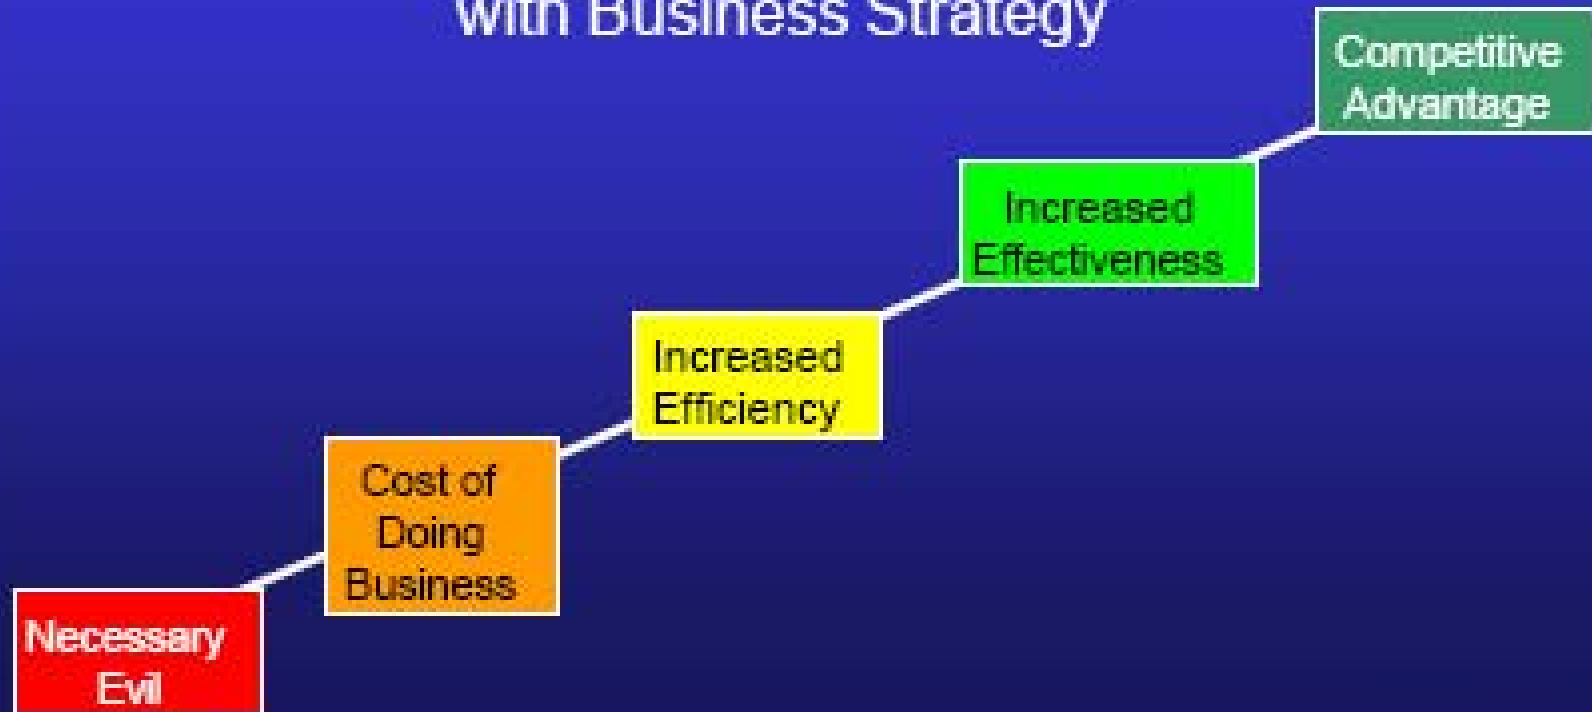 with Business Strategy
Competitive
Advantage
Increased
Effectiveness
Increased
Efficiency
Cost of
Doing
Business
Necessary
Evil